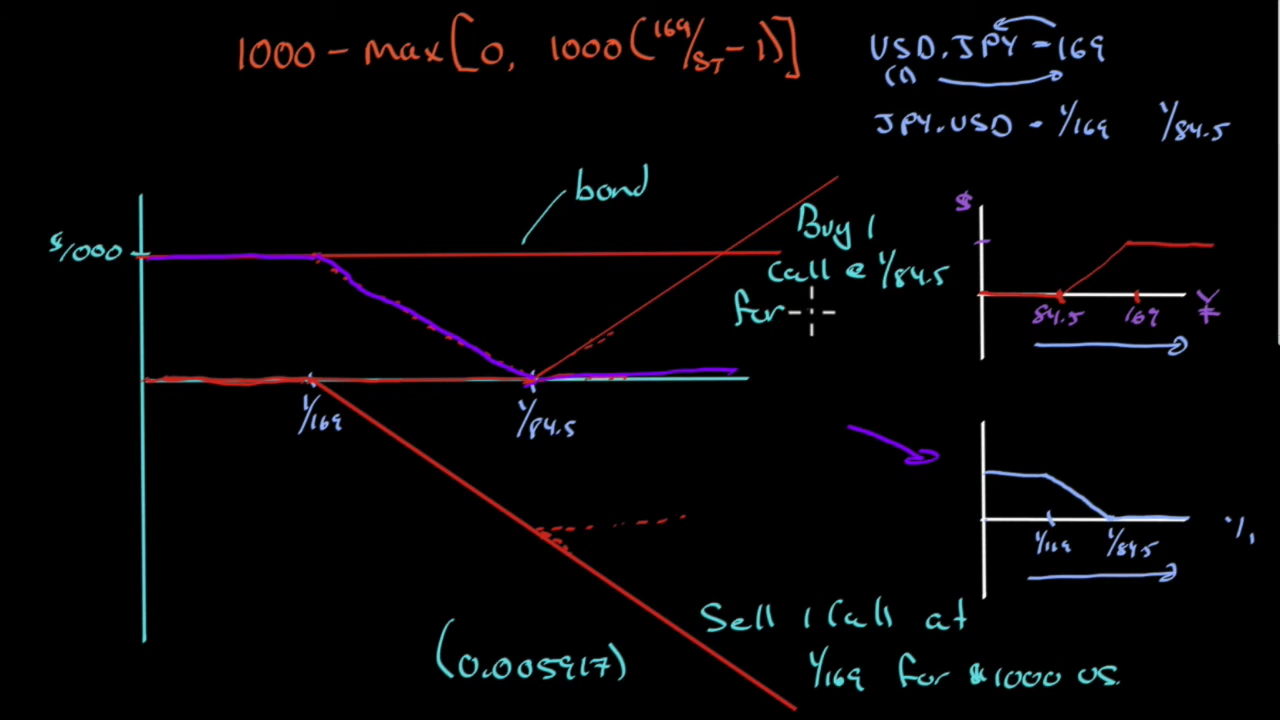 1000 - max[0, 1000(169/ST - 1)]
USD.JPY = 169
JPY.USD = 1/169 1/84.5
bond
$1000
Buy 1
Call @ 1/84.5
for
1/169
1/84.5
$
84.5
169
¥
1/169
1/84.5
Sell 1 Call at
1/169 for $1000 US.
(0.005917)